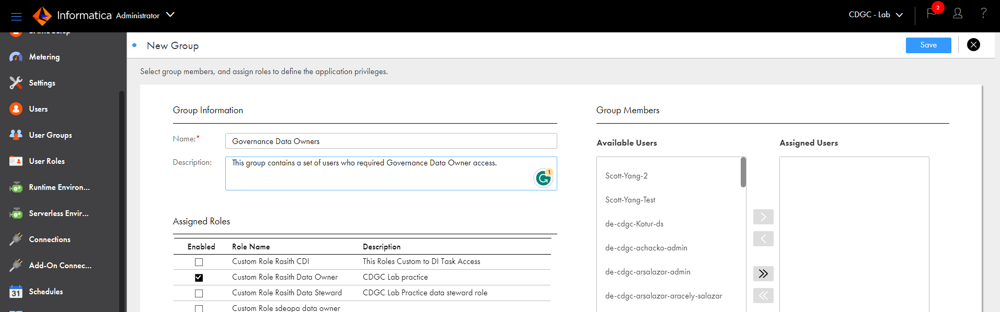 Informatica Administrator
CDGC - Lab
2
?
SAML Setup
Metering
Settings
Users
User Groups
User Roles
Runtime Environ...
Serverless Envir...
Connections
Add-On Connec...
31 Schedules
New Group
Save
Select group members, and assign roles to define the application privileges.
Group Information
Name:*
Governance Data Owners
Description:
This group contains a set of users who required Governance Data Owner access.
1
Assigned Roles
Enabled Role Name Description
Custom Role Rasith CDI This Roles Custom to DI Task Access
Custom Role Rasith Data Owner CDGC Lab practice
Custom Role Rasith Data Steward CDGC Lab Practice data steward role
Custom Role sdeopa data owner
Group Members
Available Users
Scott-Yang-2
Scott-Yang-Test
de-cdgc-Kotur-ds
de-cdgc-achacko-admin
de-cdgc-arsalazar-admin
de-cdgc-arsalazar-aracely-salazar
Assigned Users